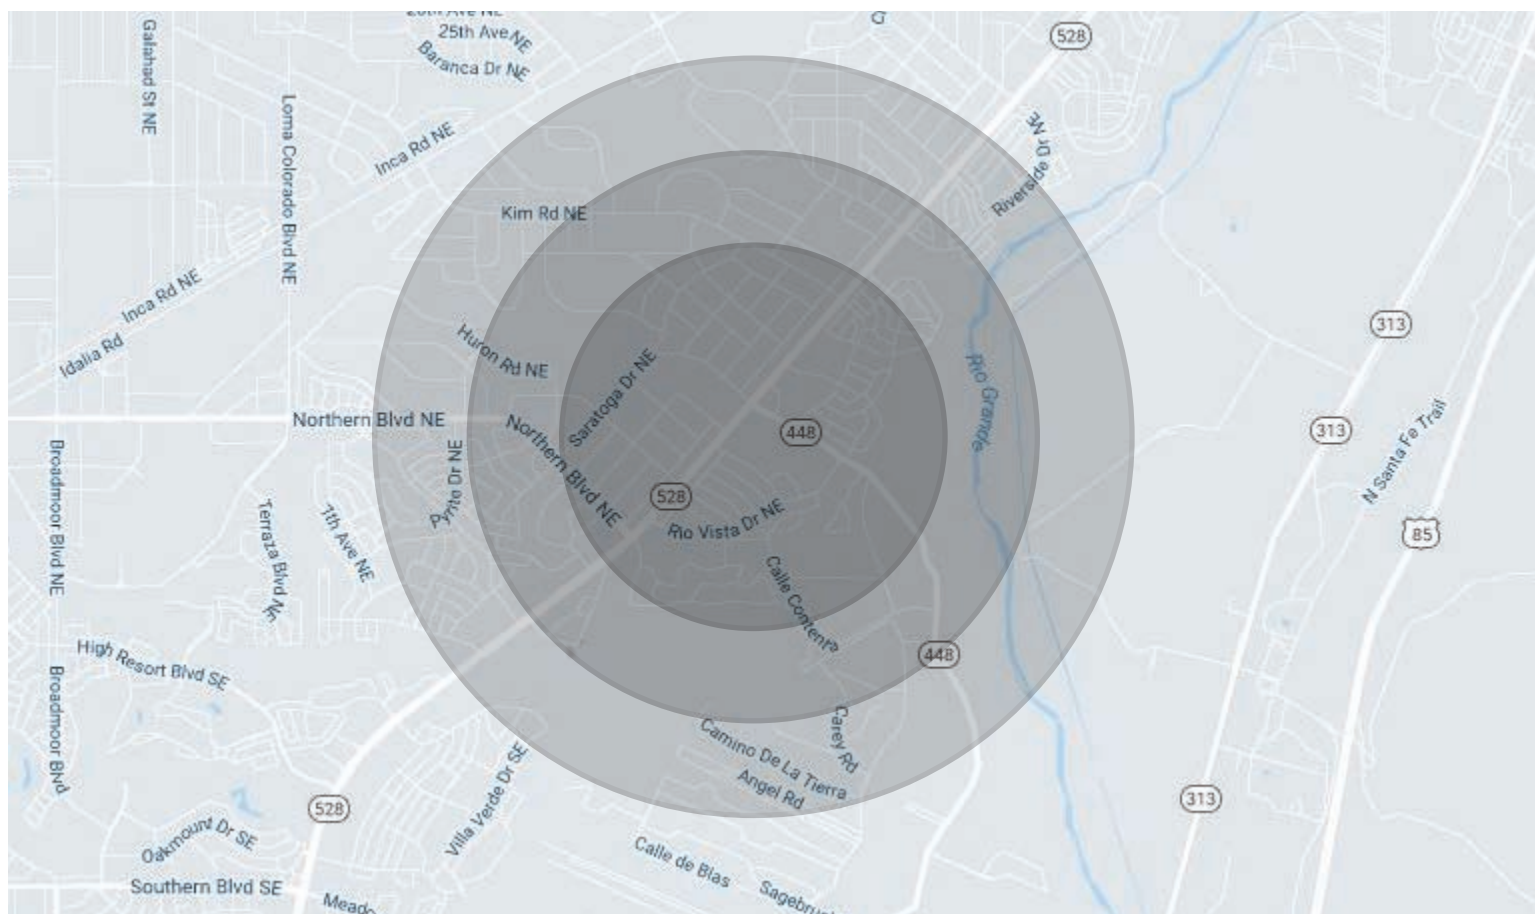 25th Ave NE
Baranca Dr NE
528
Galahad St NE
Loma Colorado Blvd NE
Inca Rd NE
Riverside Dr NE
Kim Rd NE
Inca Rd NE
Idalia Rd
Huron Rd NE
Saratoga Dr NE
313
Rio Grande
Northern Blvd NE
Northern Blvd NE
448
313
N Santa Fe Trail
Broadmoor Blvd NE
Pyrite Dr NE
528
Rio Vista Dr NE
85
Terraza Blvd NE
7th Ave NE
Calle Contenta
448
High Resort Blvd SE
Broadmoor Blvd
Camino De La Tierra
Carey Rd
Angel Rd
Villa Verde Dr SE
528
313
Oakmount Dr SE
Calle de Blas
Southern Blvd SE